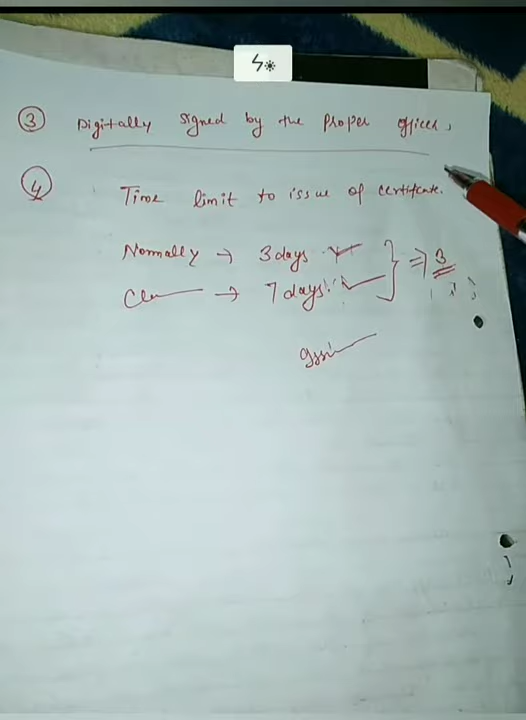 ③ Digitally signed by the proper officer,
④ Time limit to issue of certificate.
Normally → 3 days
→ 7 days
} ⇒ 3